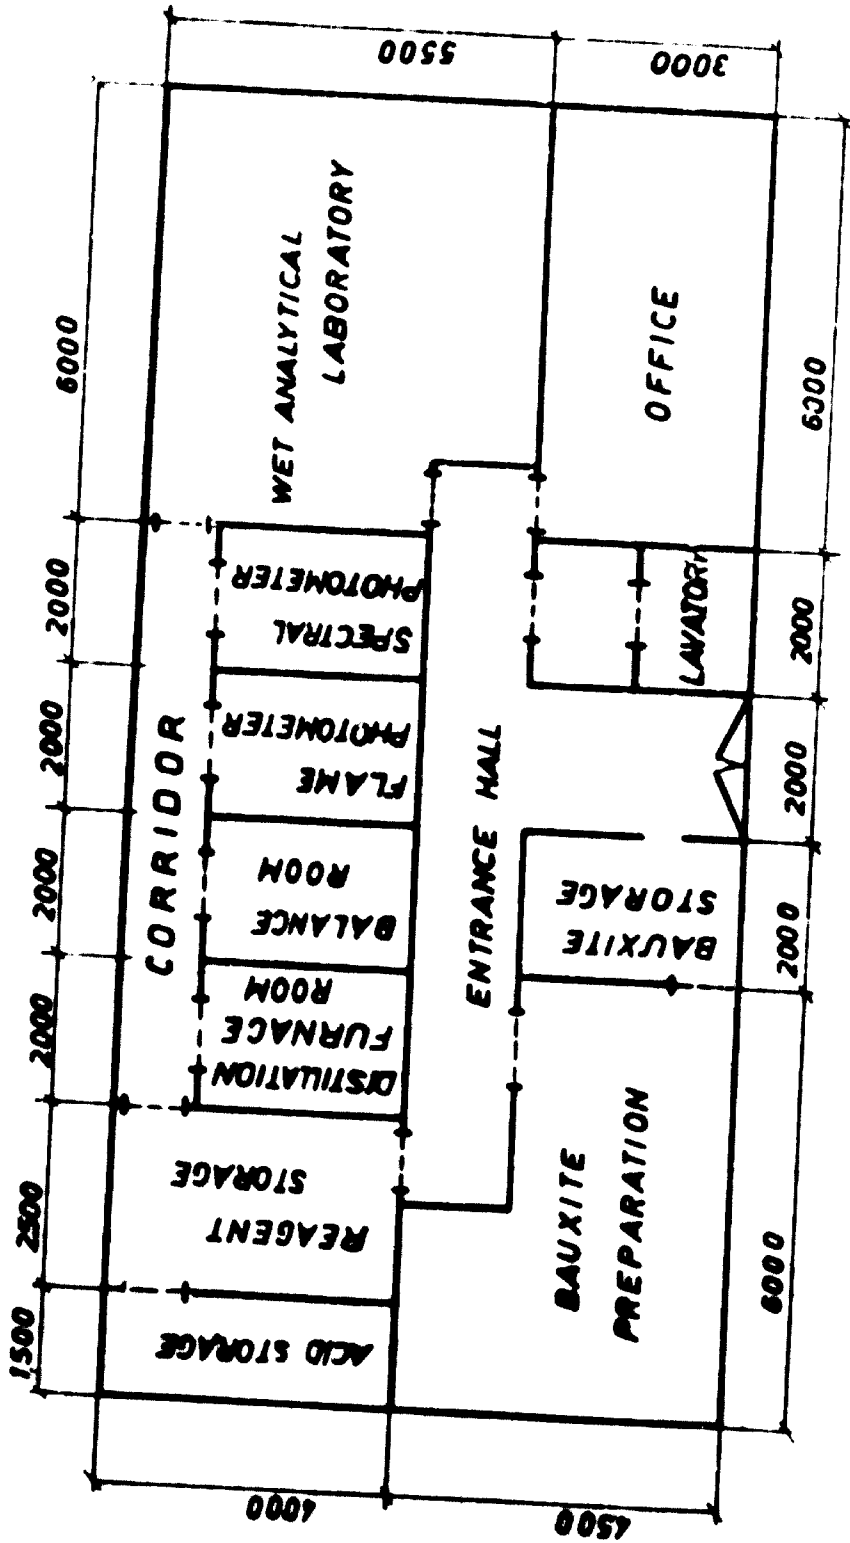 5500
3000
6000
2000
2000
2000
2000
2500
1500
WET ANALYTICAL
LABORATORY
OFFICE
CORRIDOR
SPECTRAL
PHOTOMETER
FLAME
PHOTOMETER
BALANCE
ROOM
DISTILLATION
FURNACE
ROOM
REAGENT
STORAGE
ACID STORAGE
ENTRANCE HALL
LAVATORY
BAUXITE
STORAGE
BAUXITE
PREPARATION
6000
2000
2000
2000
6000
4000
4500